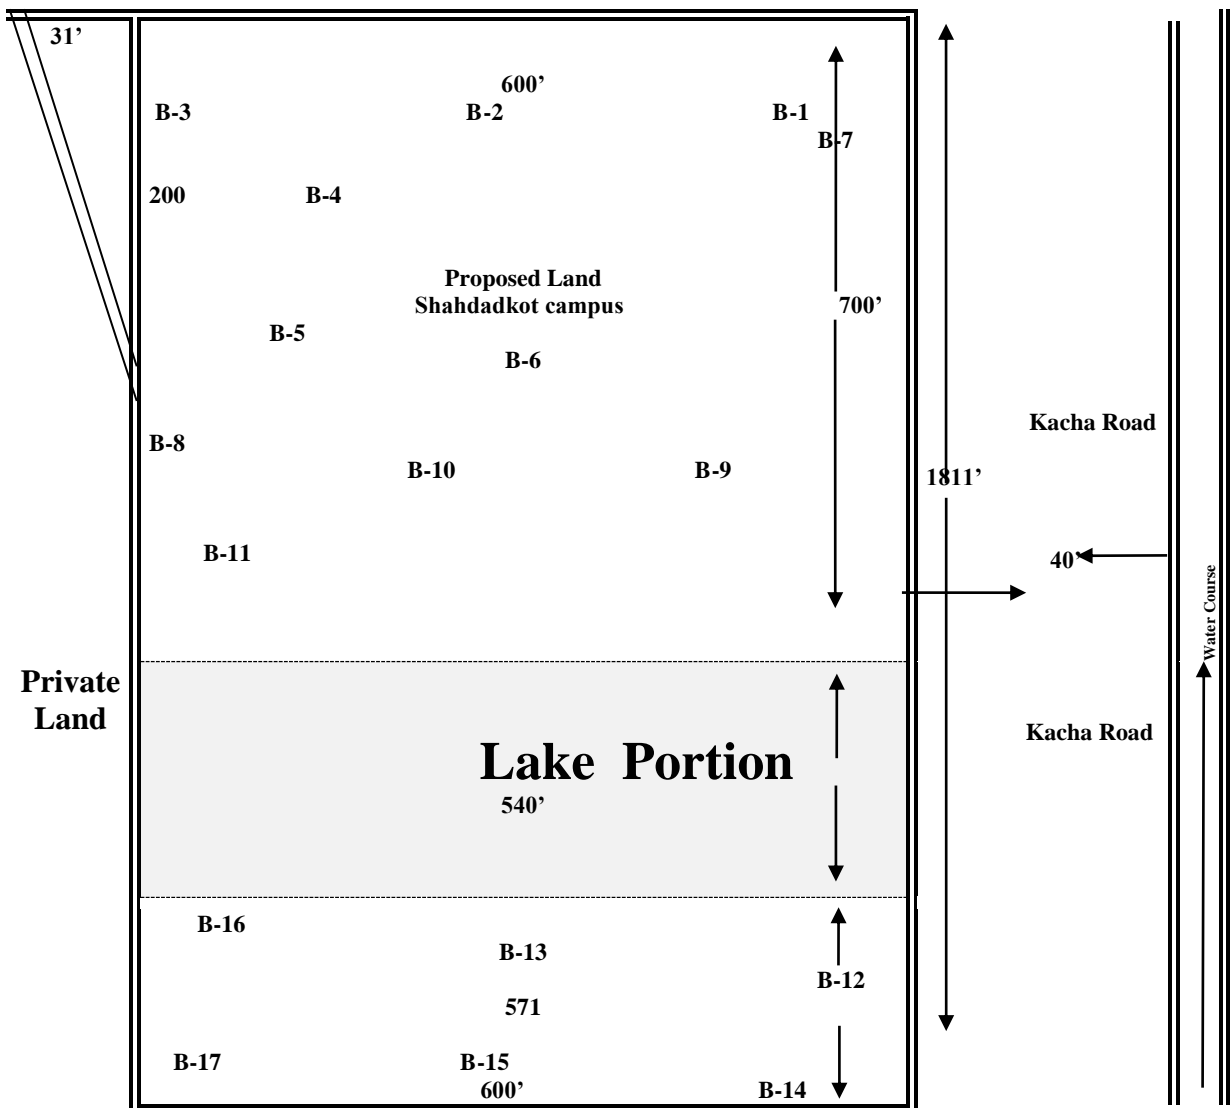 31’
600’
B-3
B-2
B-1
B-7
200
B-4
Proposed Land
Shahdadkot campus
700’
B-5
B-6
Kacha Road
B-8
B-10
B-9
1811’
B-11
40’
Water Course
Private
Land
Kacha Road
Lake Portion
540’
B-16
B-13
B-12
571
B-17
B-15
600’
B-14